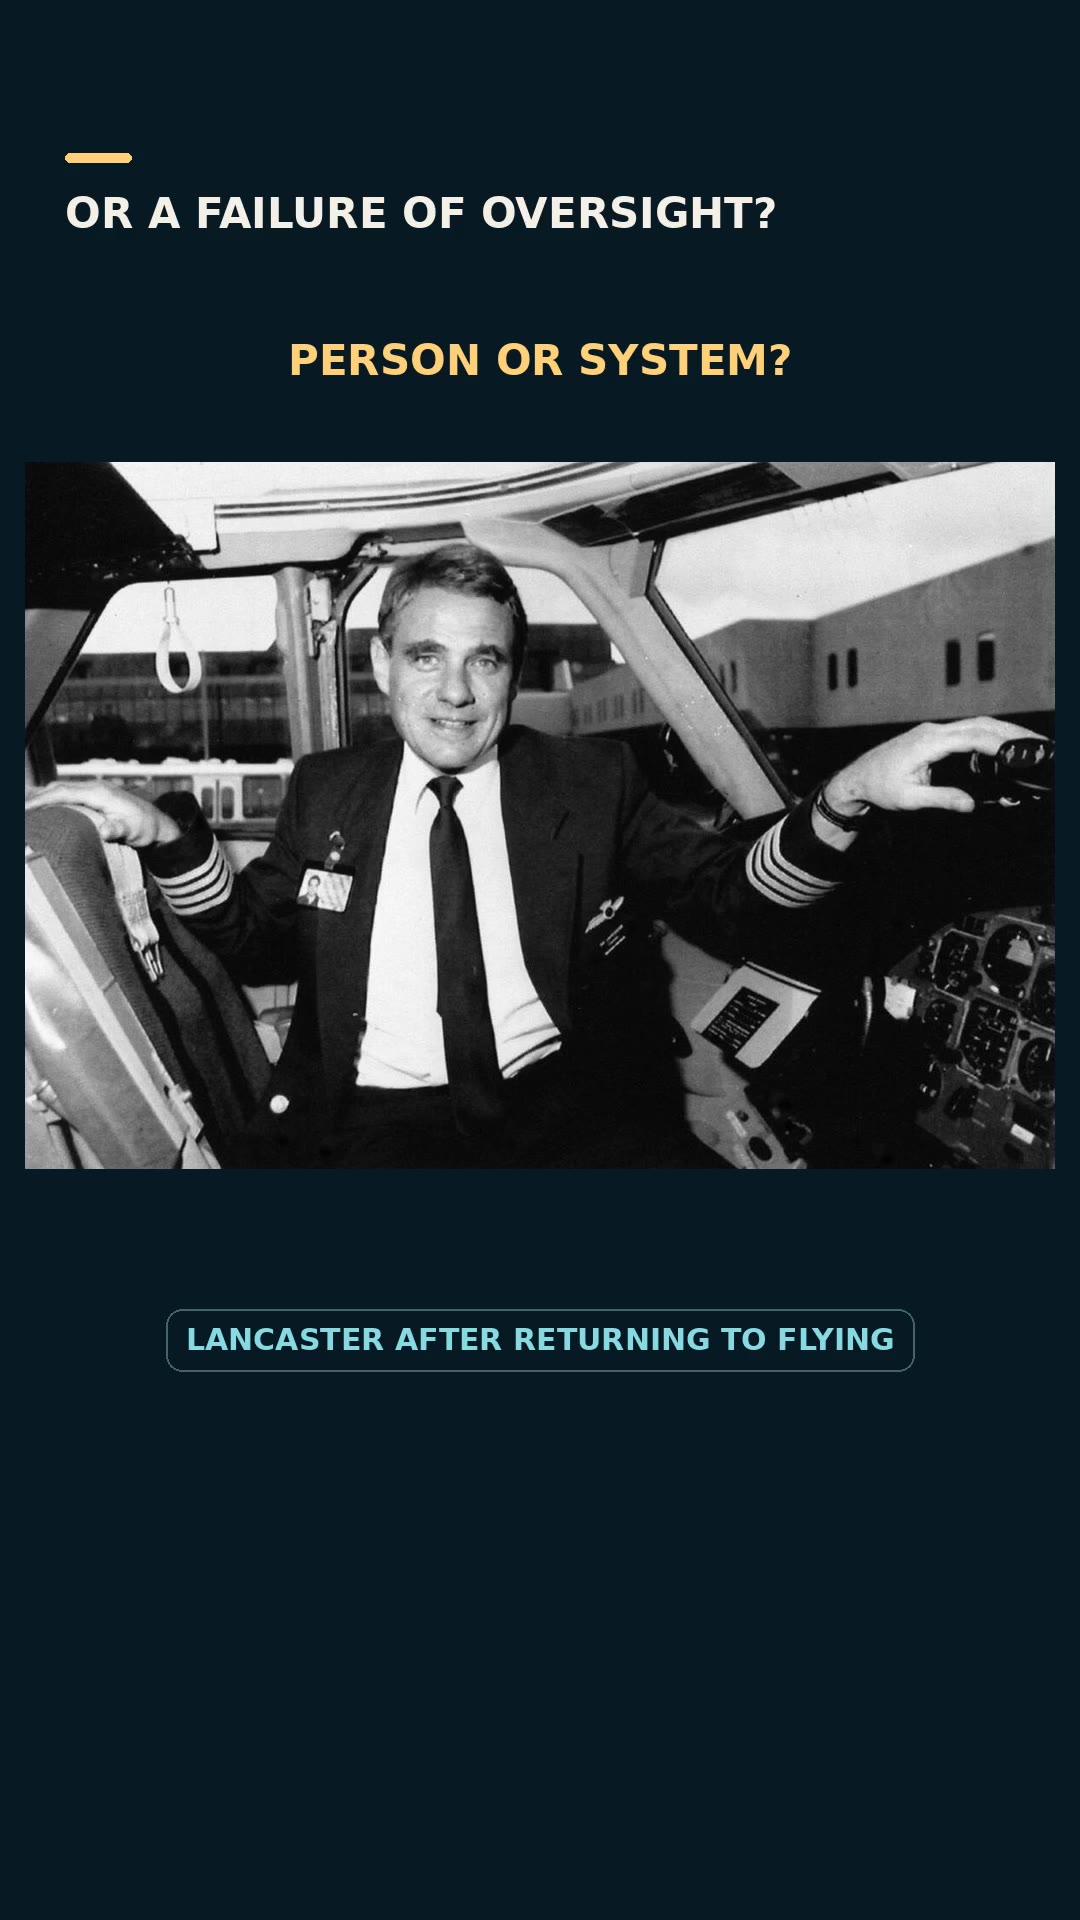 OR A FAILURE OF OVERSIGHT?
PERSON OR SYSTEM?
LANCASTER AFTER RETURNING TO FLYING